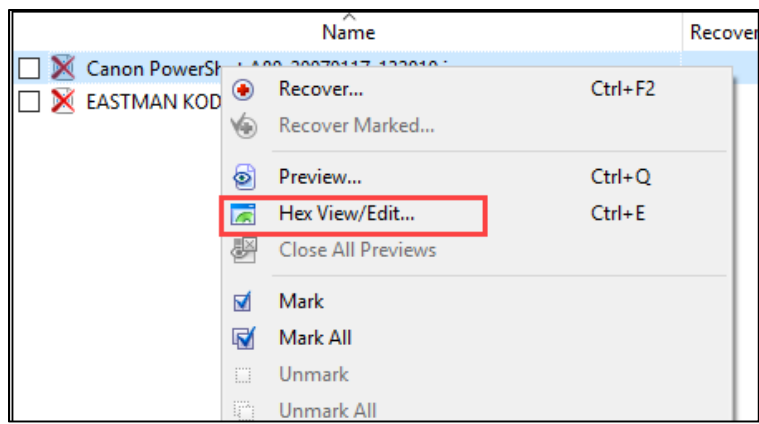 Name
Recover
Canon PowerSh
EASTMAN KOD
Recover... Ctrl+F2
Recover Marked...
Preview... Ctrl+Q
Hex View/Edit... Ctrl+E
Close All Previews
Mark
Mark All
Unmark
Unmark All